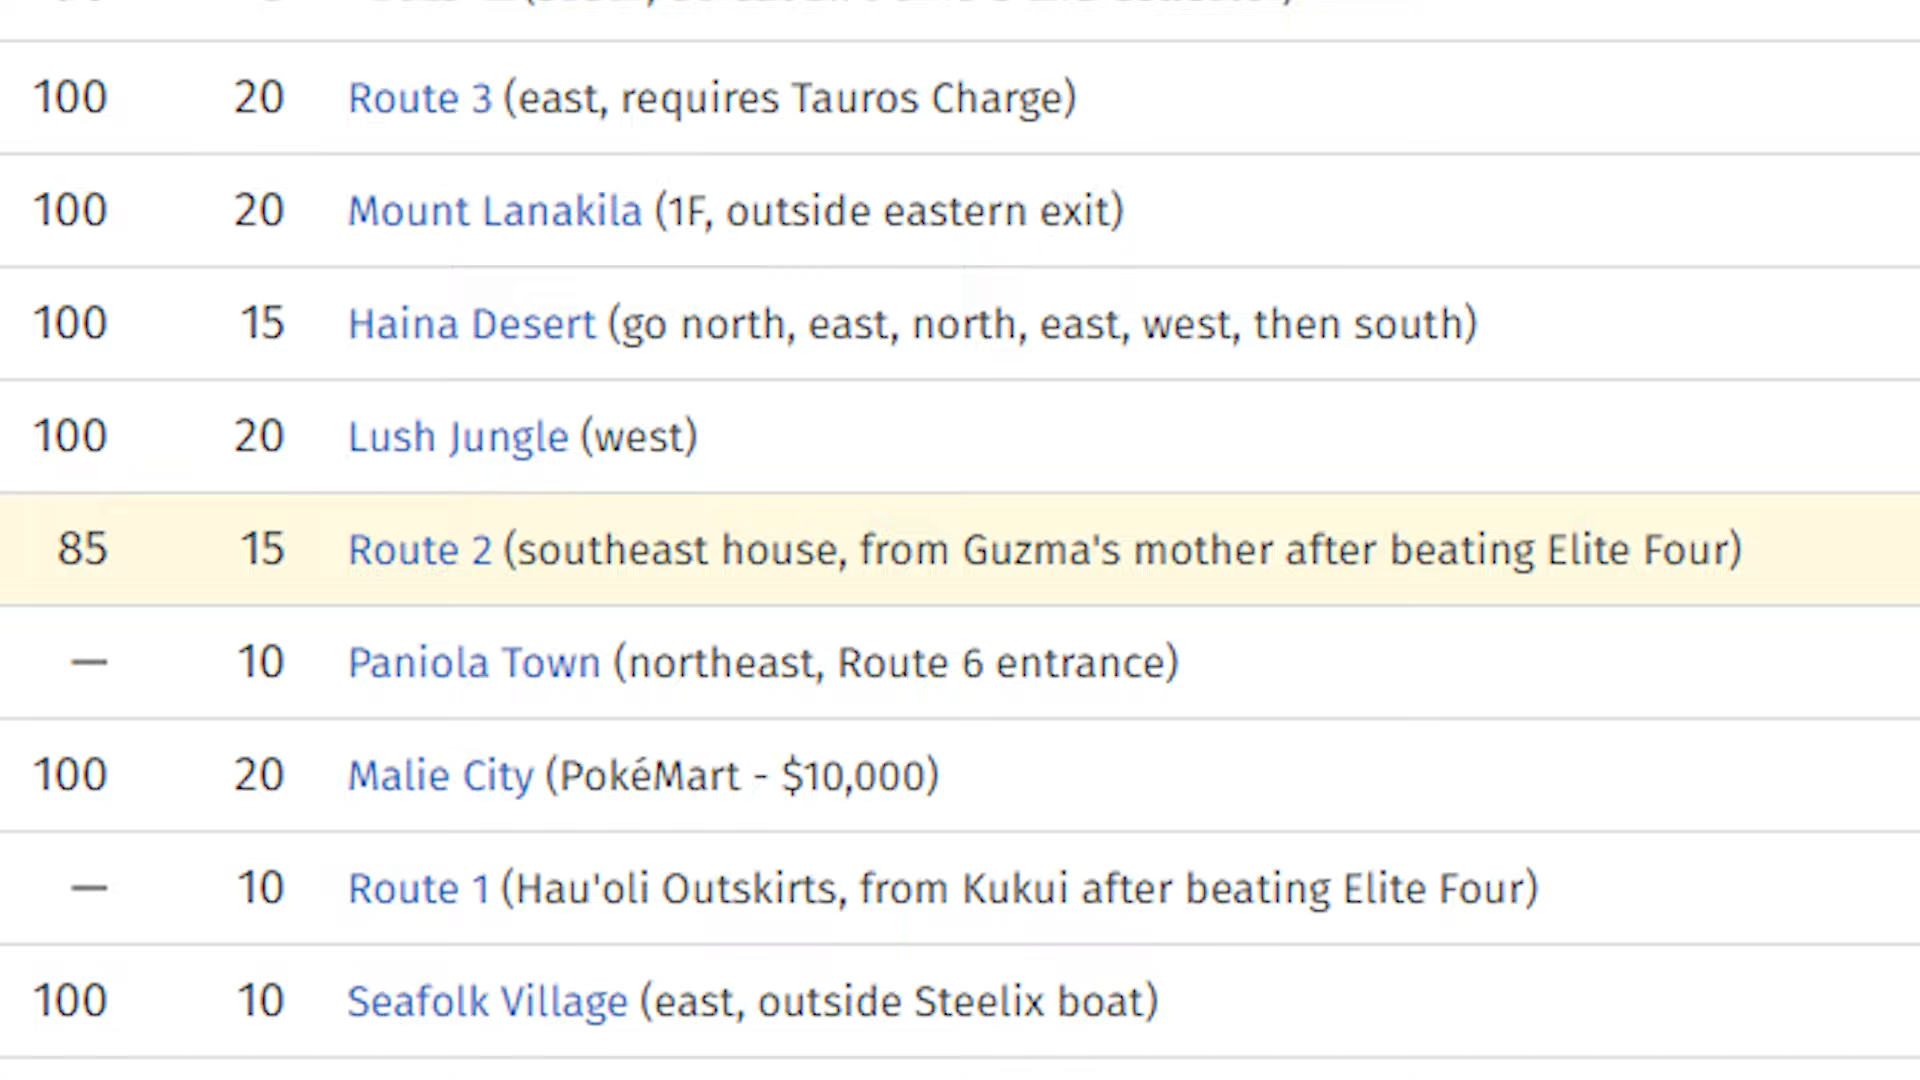 100 20 Route 3 (east, requires Tauros Charge)
100 20 Mount Lanakila (1F, outside eastern exit)
100 15 Haina Desert (go north, east, north, east, west, then south)
100 20 Lush Jungle (west)
85 15 Route 2 (southeast house, from Guzma's mother after beating Elite Four)
— 10 Paniola Town (northeast, Route 6 entrance)
100 20 Malie City (PokéMart - $10,000)
— 10 Route 1 (Hau'oli Outskirts, from Kukui after beating Elite Four)
100 10 Seafolk Village (east, outside Steelix boat)